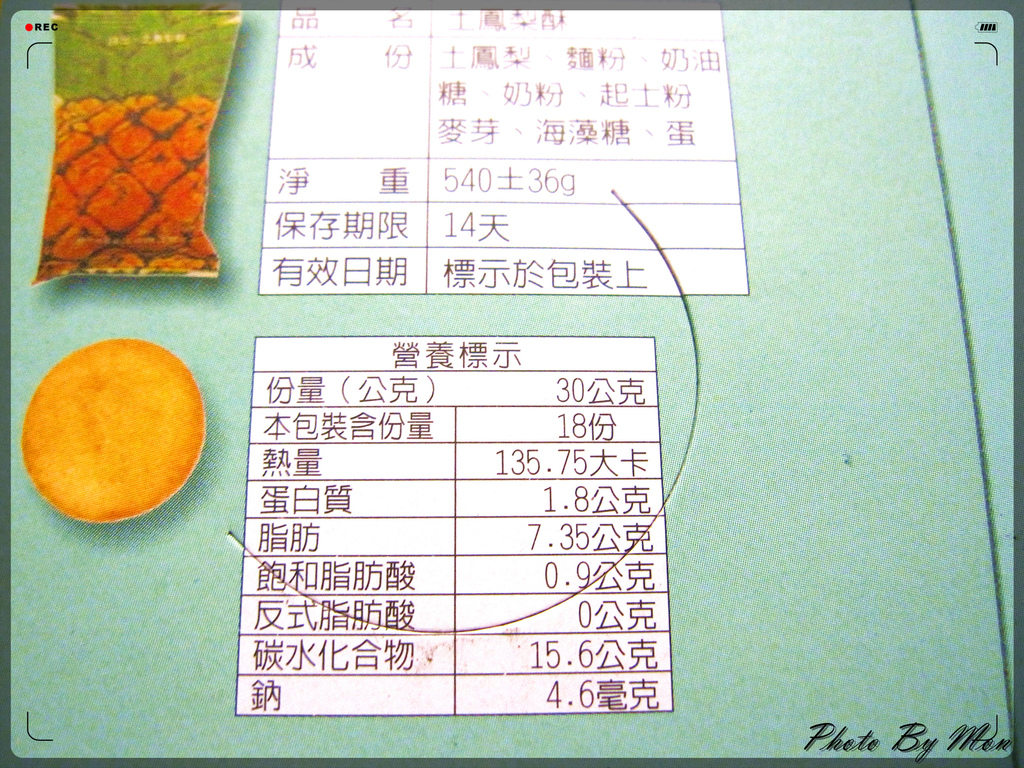 REC
品名 土鳳梨酥
成份 土鳳梨、麵粉、奶油
糖、奶粉、起士粉
麥芽、海藻糖、蛋
淨重 540±36g
保存期限 14天
有效日期 標示於包裝上
營養標示
份量（公克） 30公克
本包裝含份量 18份
熱量 135.75大卡
蛋白質 1.8公克
脂肪 7.35公克
飽和脂肪酸 0.9公克
反式脂肪酸 0公克
碳水化合物 15.6公克
鈉 4.6毫克
Photo By Mon